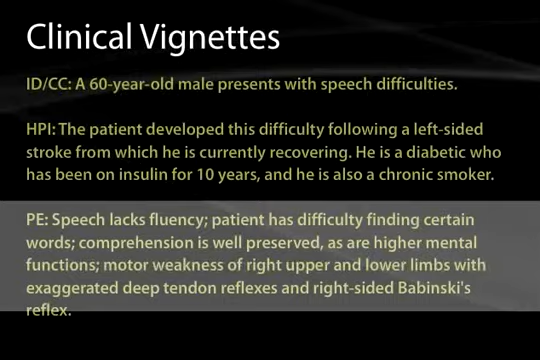 Clinical Vignettes
ID/CC: A 60-year-old male presents with speech difficulties.
HPI: The patient developed this difficulty following a left-sided
stroke from which he is currently recovering. He is a diabetic who
has been on insulin for 10 years, and he is also a chronic smoker.
PE: Speech lacks fluency; patient has difficulty finding certain
words; comprehension is well preserved, as are higher mental
functions; motor weakness of right upper and lower limbs with
exaggerated deep tendon reflexes and right-sided Babinski's
reflex.